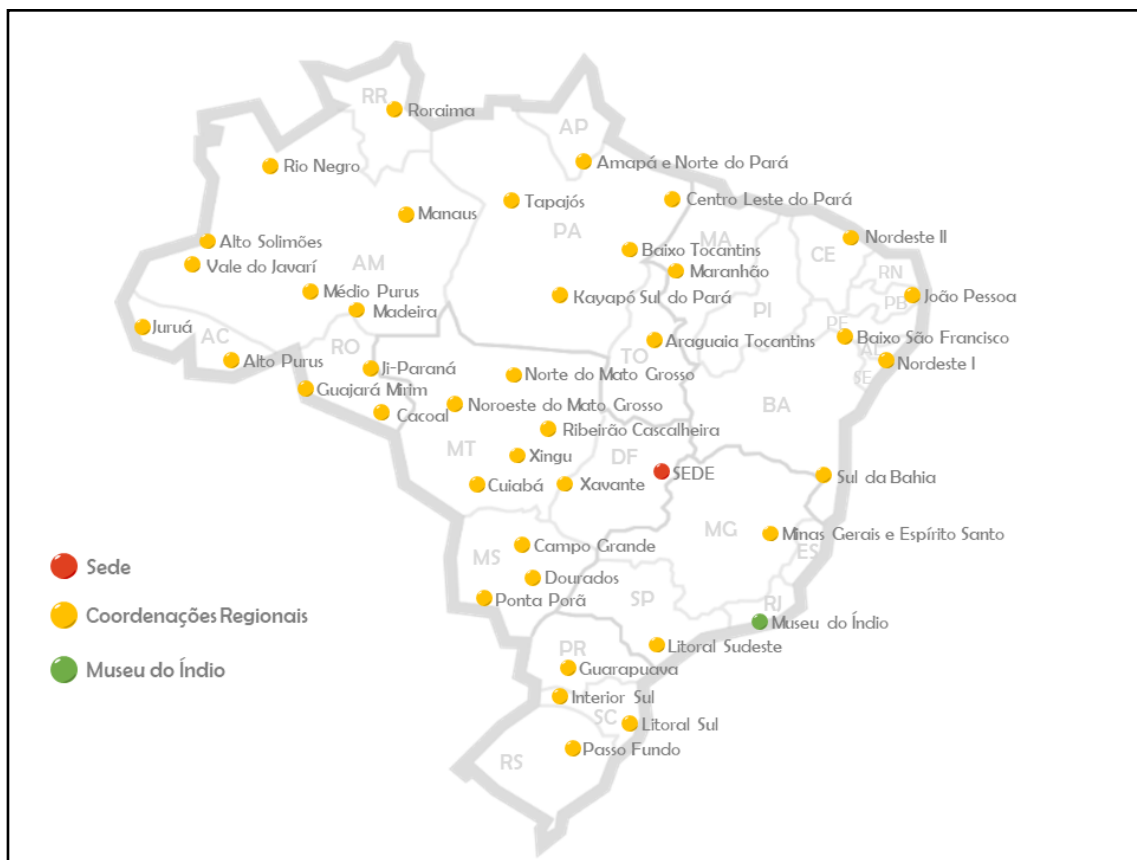 RR
Roraima
AP
Amapá e Norte do Pará
Rio Negro
Tapajós
Centro Leste do Pará
Manaus
PA
Alto Solimões
Nordeste II
MA
CE
Baixo Tocantins
Vale do Javarí
AM
Maranhão
RN
Médio Purus
Kayapó Sul do Pará
João Pessoa
PB
Madeira
PI
Juruá
AC
PE
Baixo São Francisco
RO
Araguaia Tocantins
AL
TO
Alto Purus
Nordeste I
Ji-Paraná
Norte do Mato Grosso
SE
Guajará Mirim
Noroeste do Mato Grosso
BA
Cacoal
Ribeirão Cascalheira
MT
Xingu
DF
SEDE
Sul da Bahia
Cuiabá
Xavante
MG
Minas Gerais e Espírito Santo
Campo Grande
ES
MS
Dourados
Ponta Porã
SP
RJ
Museu do Índio
PR
Litoral Sudeste
Guarapuava
Interior Sul
SC
Litoral Sul
Passo Fundo
RS
Sede
Coordenações Regionais
Museu do Índio